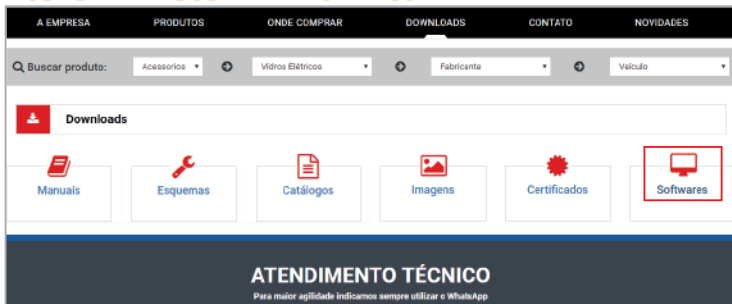 A EMPRESA PRODUTOS ONDE COMPRAR DOWNLOADS CONTATO NOVIDADES
Buscar produto: Acessorios Vidros Elétricos Fabricante Veículo
Downloads
Manuais Esquemas Catálogos Imagens Certificados Softwares
ATENDIMENTO TÉCNICO
Para maior agilidade indicamos sempre utilizar o WhatsApp